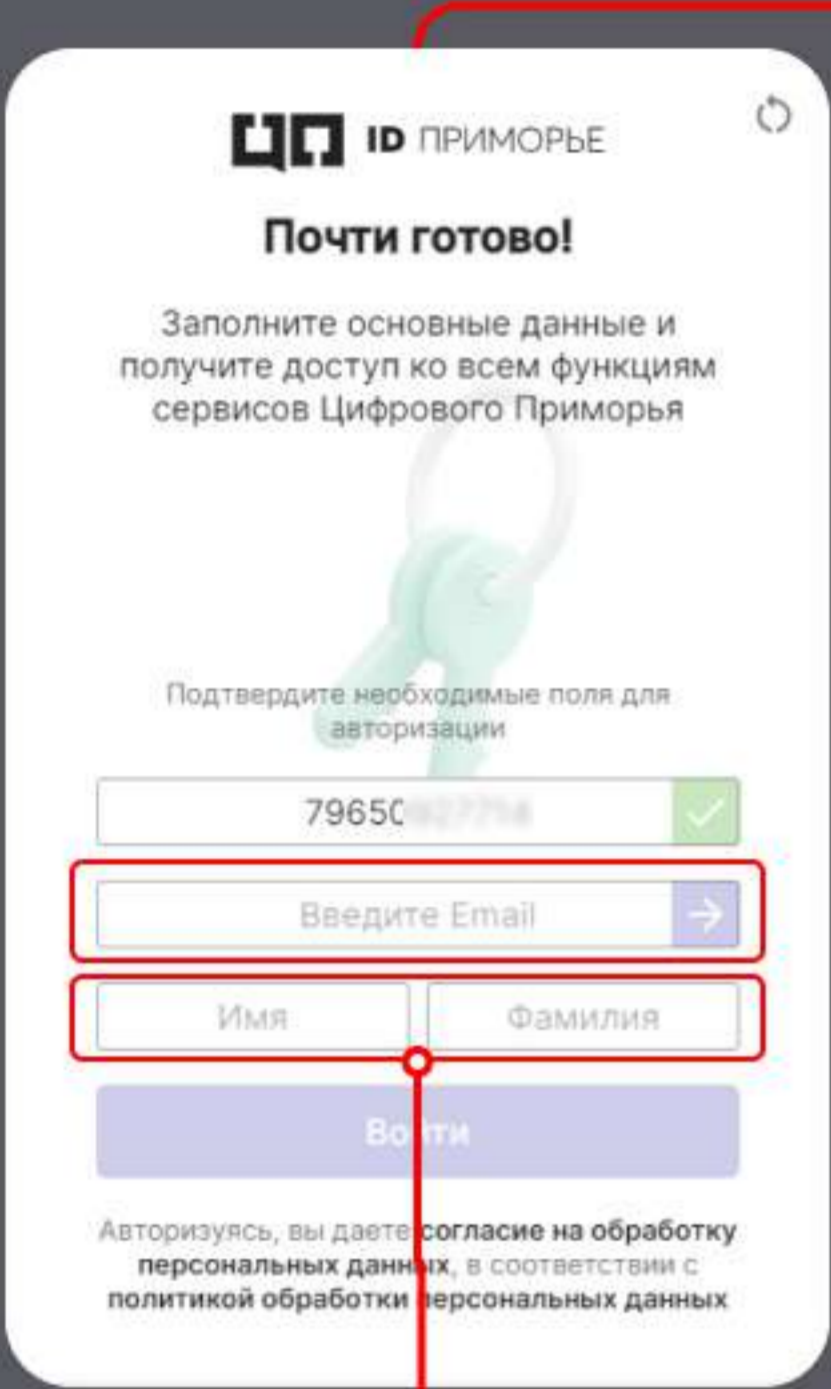 ЦП ID ПРИМОРЬЕ
Почти готово!
Заполните основные данные и
получите доступ ко всем функциям
сервисов Цифрового Приморья
Подтвердите необходимые поля для
авторизации
79650
Введите Email
Имя Фамилия
Войти
Авторизуясь, вы даете согласие на обработку
персональных данных, в соответствии с
политикой обработки персональных данных